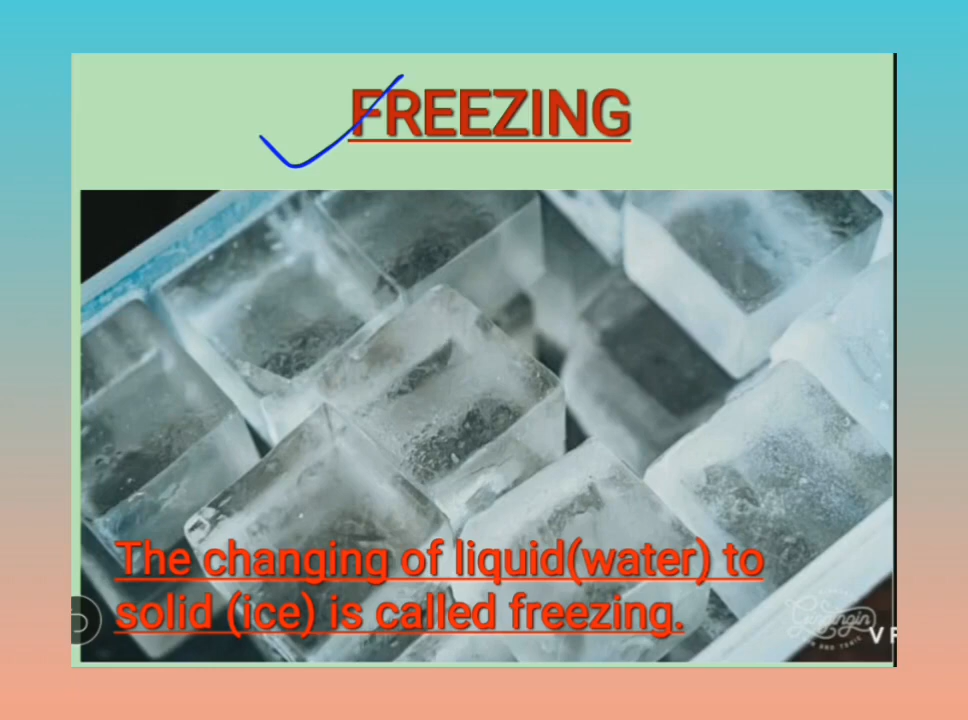 FREEZING
The changing of liquid(water) to
solid (ice) is called freezing.